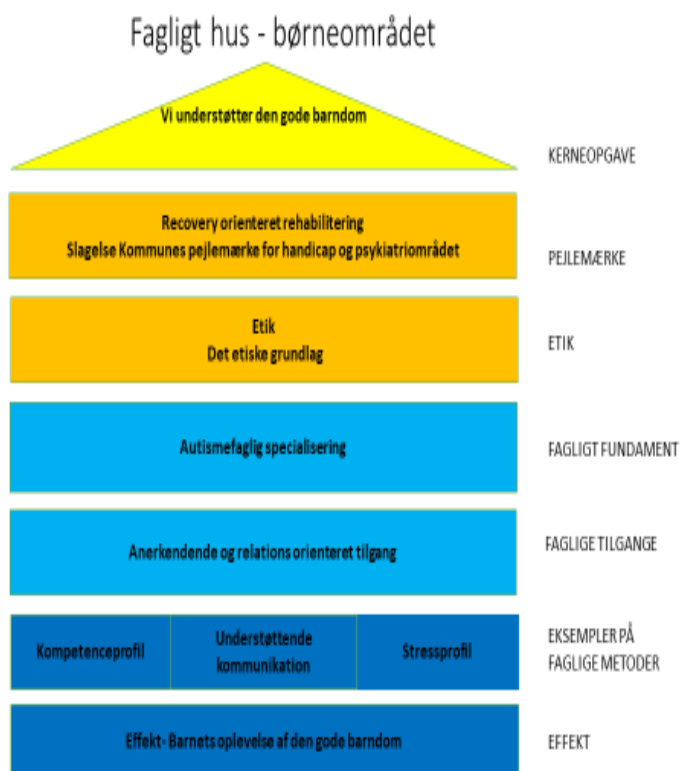 Fagligt hus - børneområdet
Vi understøtter den gode barndom
KERNEOPGAVE
Recovery orienteret rehabilitering
Slagelse Kommunes pejlemærke for handicap og psykiatriområdet
PEJLEMÆRKE
Etik
Det etiske grundlag
ETIK
Autismefaglig specialisering
FAGLIGT FUNDAMENT
Anerkendende og relations orienteret tilgang
FAGLIGE TILGANGE
Kompetenceprofil
Understøttende
kommunikation
Stressprofil
EKSEMPLER PÅ
FAGLIGE METODER
Effekt- Barnets oplevelse af den gode barndom
EFFEKT